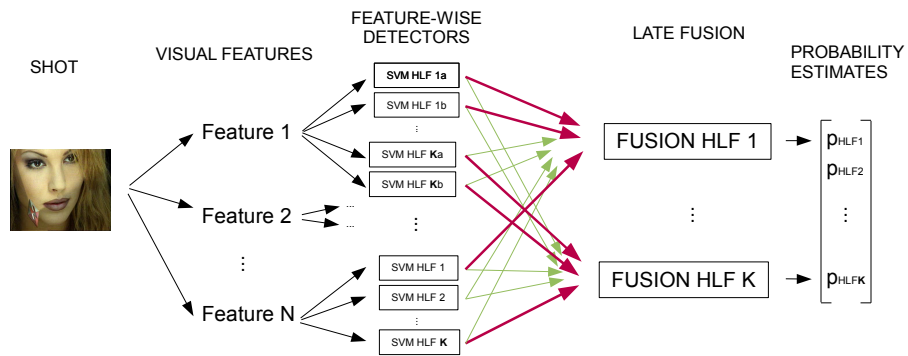 SHOT
VISUAL FEATURES
FEATURE-WISE
DETECTORS
LATE FUSION
PROBABILITY
ESTIMATES
Feature 1
Feature 2
...
Feature N
SVM HLF 1a
SVM HLF 1b
...
SVM HLF Ka
SVM HLF Kb
...
...
...
SVM HLF 1
SVM HLF 2
...
SVM HLF K
FUSION HLF 1
...
FUSION HLF K
pHLF1
pHLF2
...
pHLFK